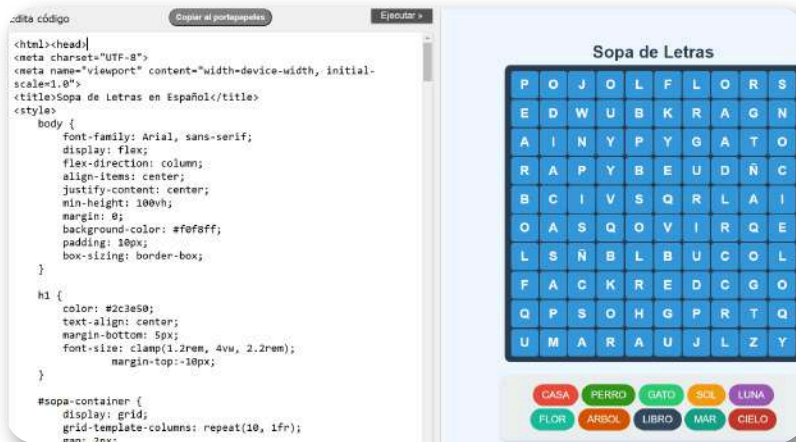 Edita código
Copiar al portapapeles
Ejecutar »
<html><head>
<meta charset="UTF-8">
<meta name="viewport" content="width=device-width, initial-
scale=1.0">
<title>Sopa de Letras en Español</title>
<style>
body {
font-family: Arial, sans-serif;
display: flex;
flex-direction: column;
align-items: center;
justify-content: center;
min-height: 100vh;
margin: 0;
background-color: #f0f8ff;
padding: 10px;
box-sizing: border-box;
}
h1 {
color: #2c3e50;
text-align: center;
margin-bottom: 5px;
font-size: clamp(1.2rem, 4vw, 2.2rem);
margin-top:-10px;
}
#sopa-container {
display: grid;
grid-template-columns: repeat(10, 1fr);
gap: 2px;
Sopa de Letras
P O J O L F L O R S
E D W U B K R A G N
A I N Y P Y G A T O
R A P Y B E U D Ñ C
B C I V S Q R L A I
O A S Q O V I R Q E
L S Ñ B L B U C O L
F A C K R E D C G O
Q P S O H G P R T Q
U M A R A U J L Z Y
CASA PERRO GATO SOL LUNA
FLOR ARBOL LIBRO MAR CIELO